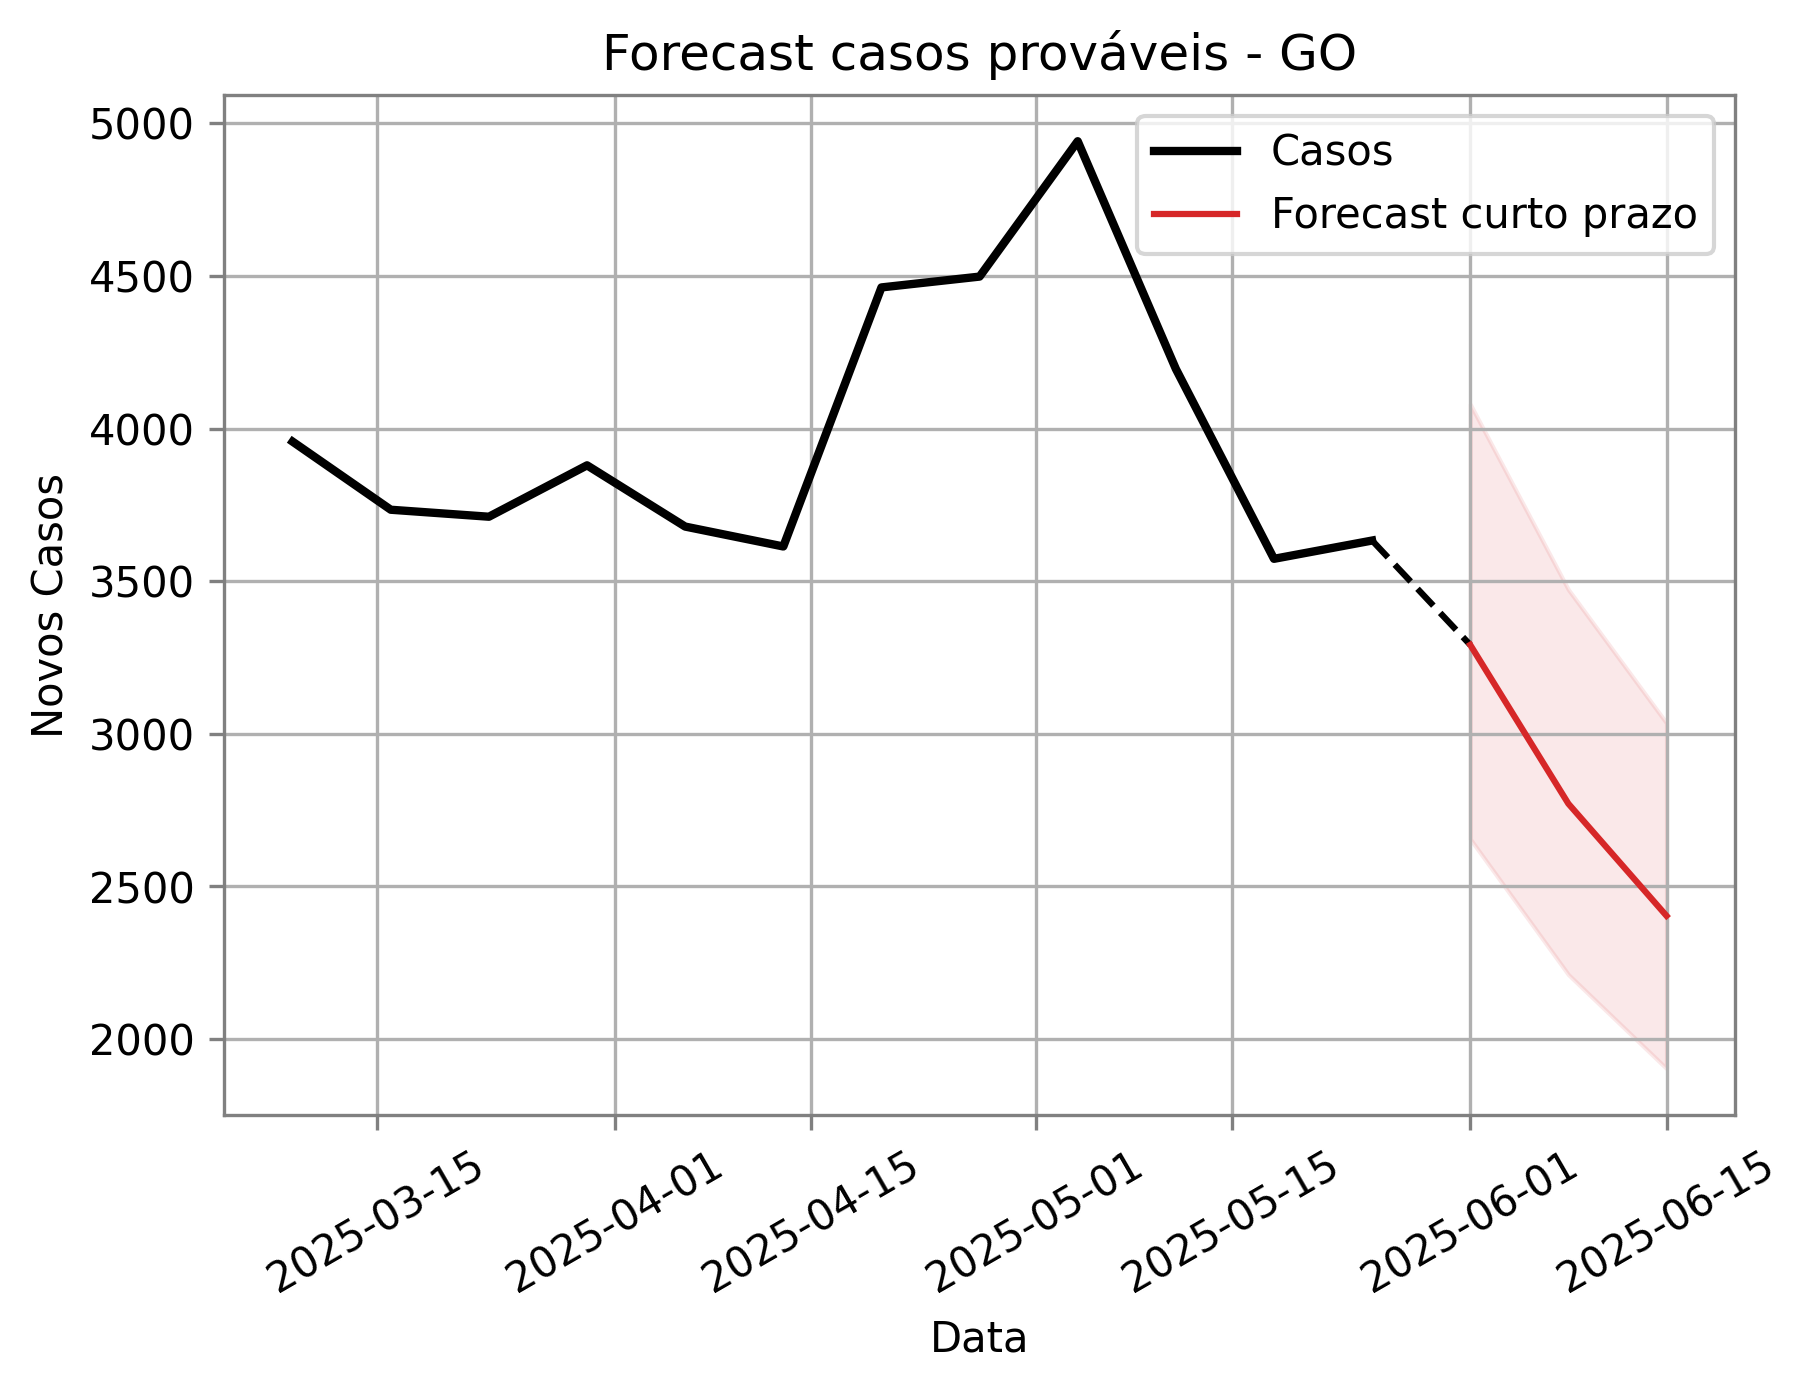 Forecast casos prováveis - GO
Casos
Forecast curto prazo
Novos Casos
5000
4500
4000
3500
3000
2500
2000
2025-03-15
2025-04-01
2025-04-15
2025-05-01
2025-05-15
2025-06-01
2025-06-15
Data